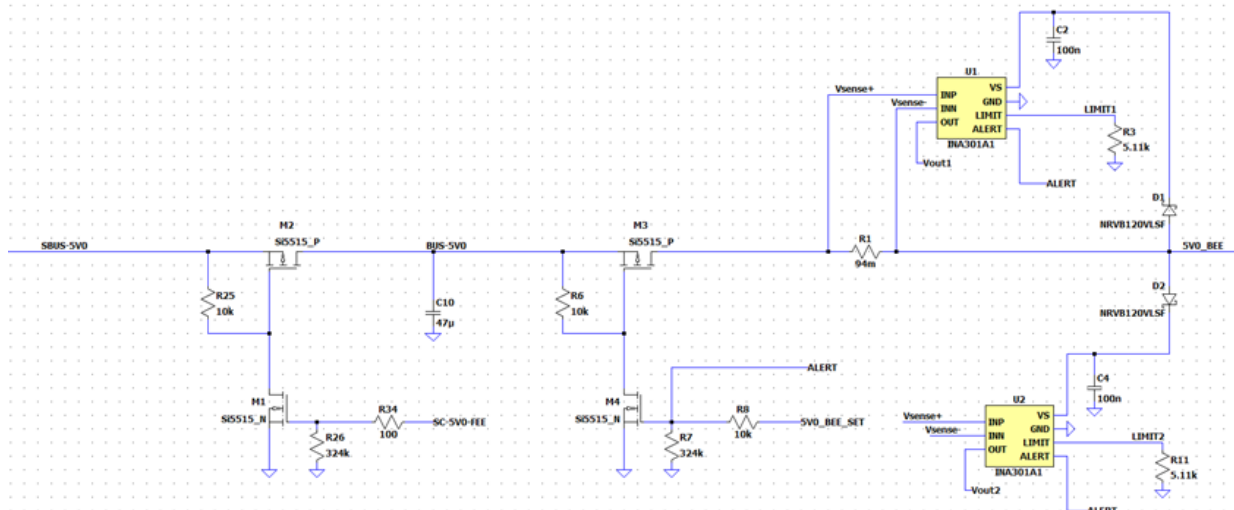 C2
100n
U1
Vsense+
Vsense-
INP
INN
OUT
VS
GND
LIMIT
ALERT
INA301A1
LIMIT1
R3
5.11k
Vout1
ALERT
D1
NRVB120VLSF
M2
Si5515_P
SBUS-5V0
BUS-5V0
M3
Si5515_P
R1
94m
5V0_BEE
R25
10k
C10
47µ
R6
10k
D2
NRVB120VLSF
M1
Si5515_N
R34
100
SC-5V0-FEE
R26
324k
M4
Si5515_N
ALERT
R8
10k
5V0_BEE_SET
R7
324k
C4
100n
U2
Vsense+
Vsense-
INP
INN
OUT
VS
GND
LIMIT
ALERT
INA301A1
LIMIT2
R11
5.11k
Vout2
ALERT